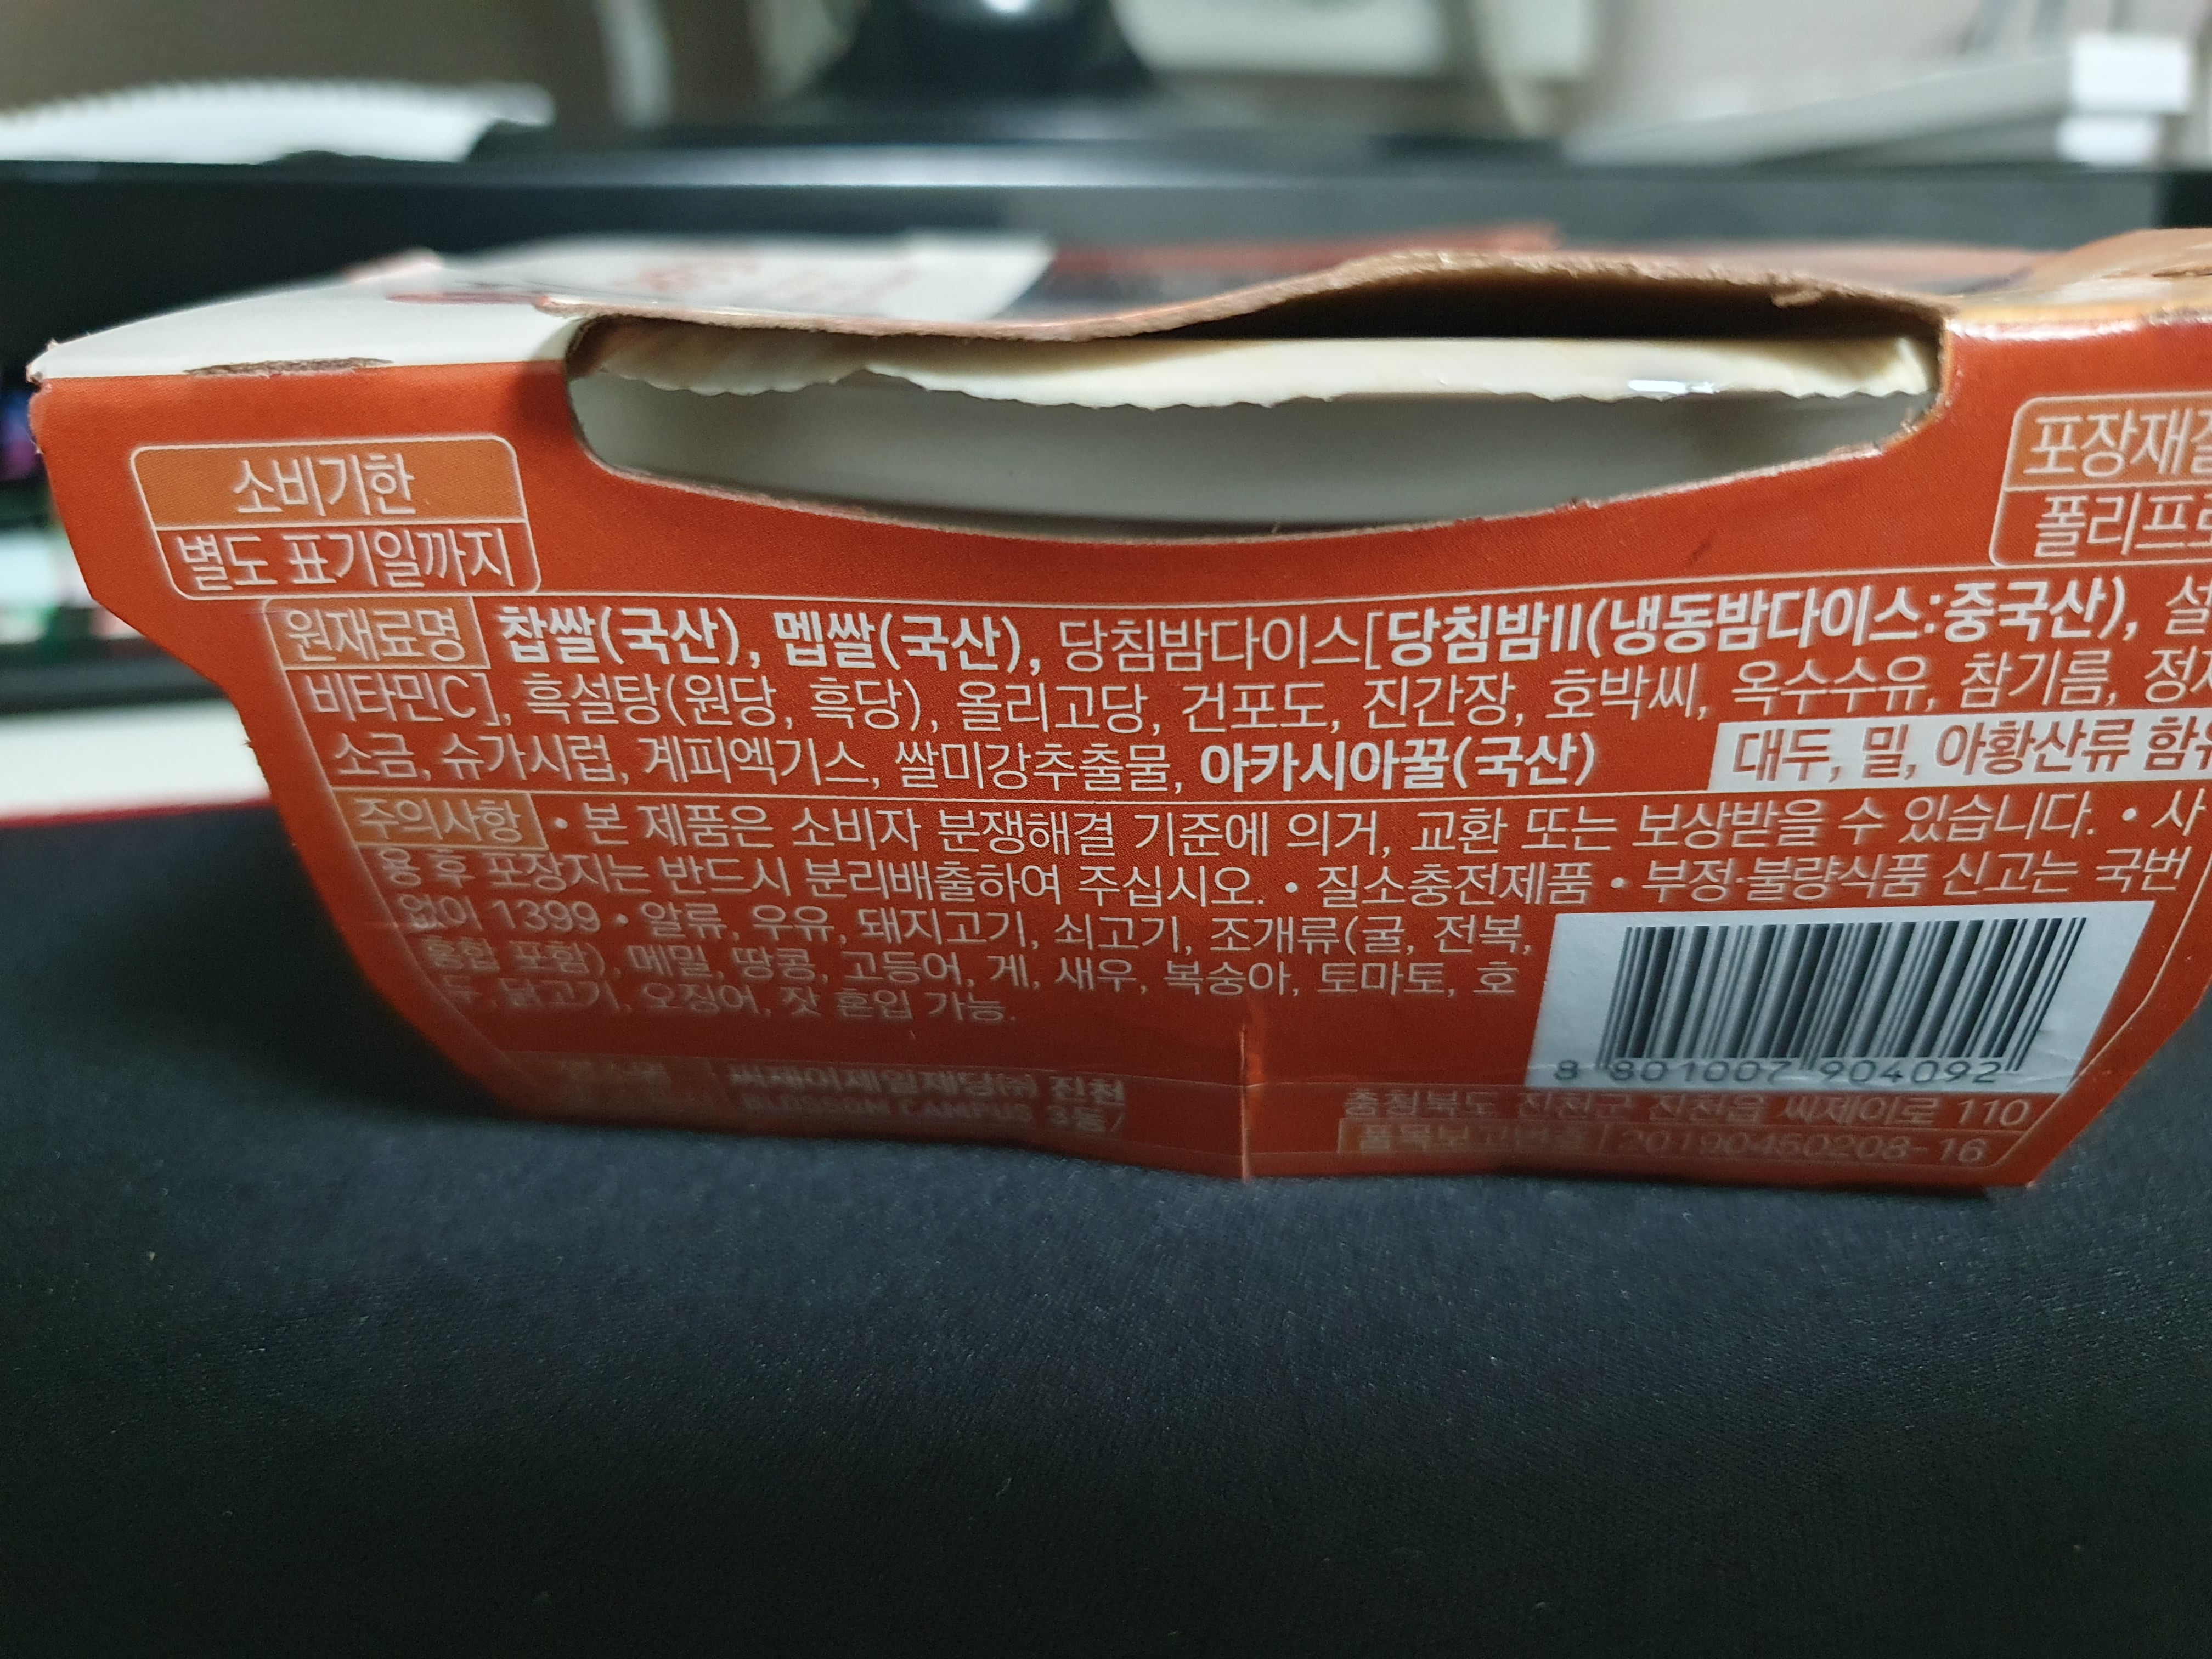 소비기한
별도 표기일까지
포장재
폴리프
원재료명 찹쌀(국산), 멥쌀(국산), 당침밤다이스[당침밤II(냉동밤다이스:중국산), 설
비타민C], 흑설탕(원당, 흑당), 올리고당, 건포도, 진간장, 호박씨, 옥수수유, 참기름, 정
소금, 슈가시럽, 계피엑기스, 쌀미강추출물, 아카시아꿀(국산)
대두, 밀, 아황산류 함
주의사항 • 본 제품은 소비자 분쟁해결 기준에 의거, 교환 또는 보상받을 수 있습니다. • 사
용 후 포장지는 반드시 분리배출하여 주십시오. • 질소충전제품 • 부정·불량식품 신고는 국번
없이 1399 • 알류, 우유, 돼지고기, 쇠고기, 조개류(굴, 전복,
홍합 포함), 메밀, 땅콩, 고등어, 게, 새우, 복숭아, 토마토, 호
두, 닭고기, 오징어, 잣 혼입 가능.
8 801007 904092
씨제이제일제당(주) 진천
BLOSSOM CAMPUS 3동/
충청북도 진천군 진천읍 씨제이로 110
품목보고번호 20190450208-16